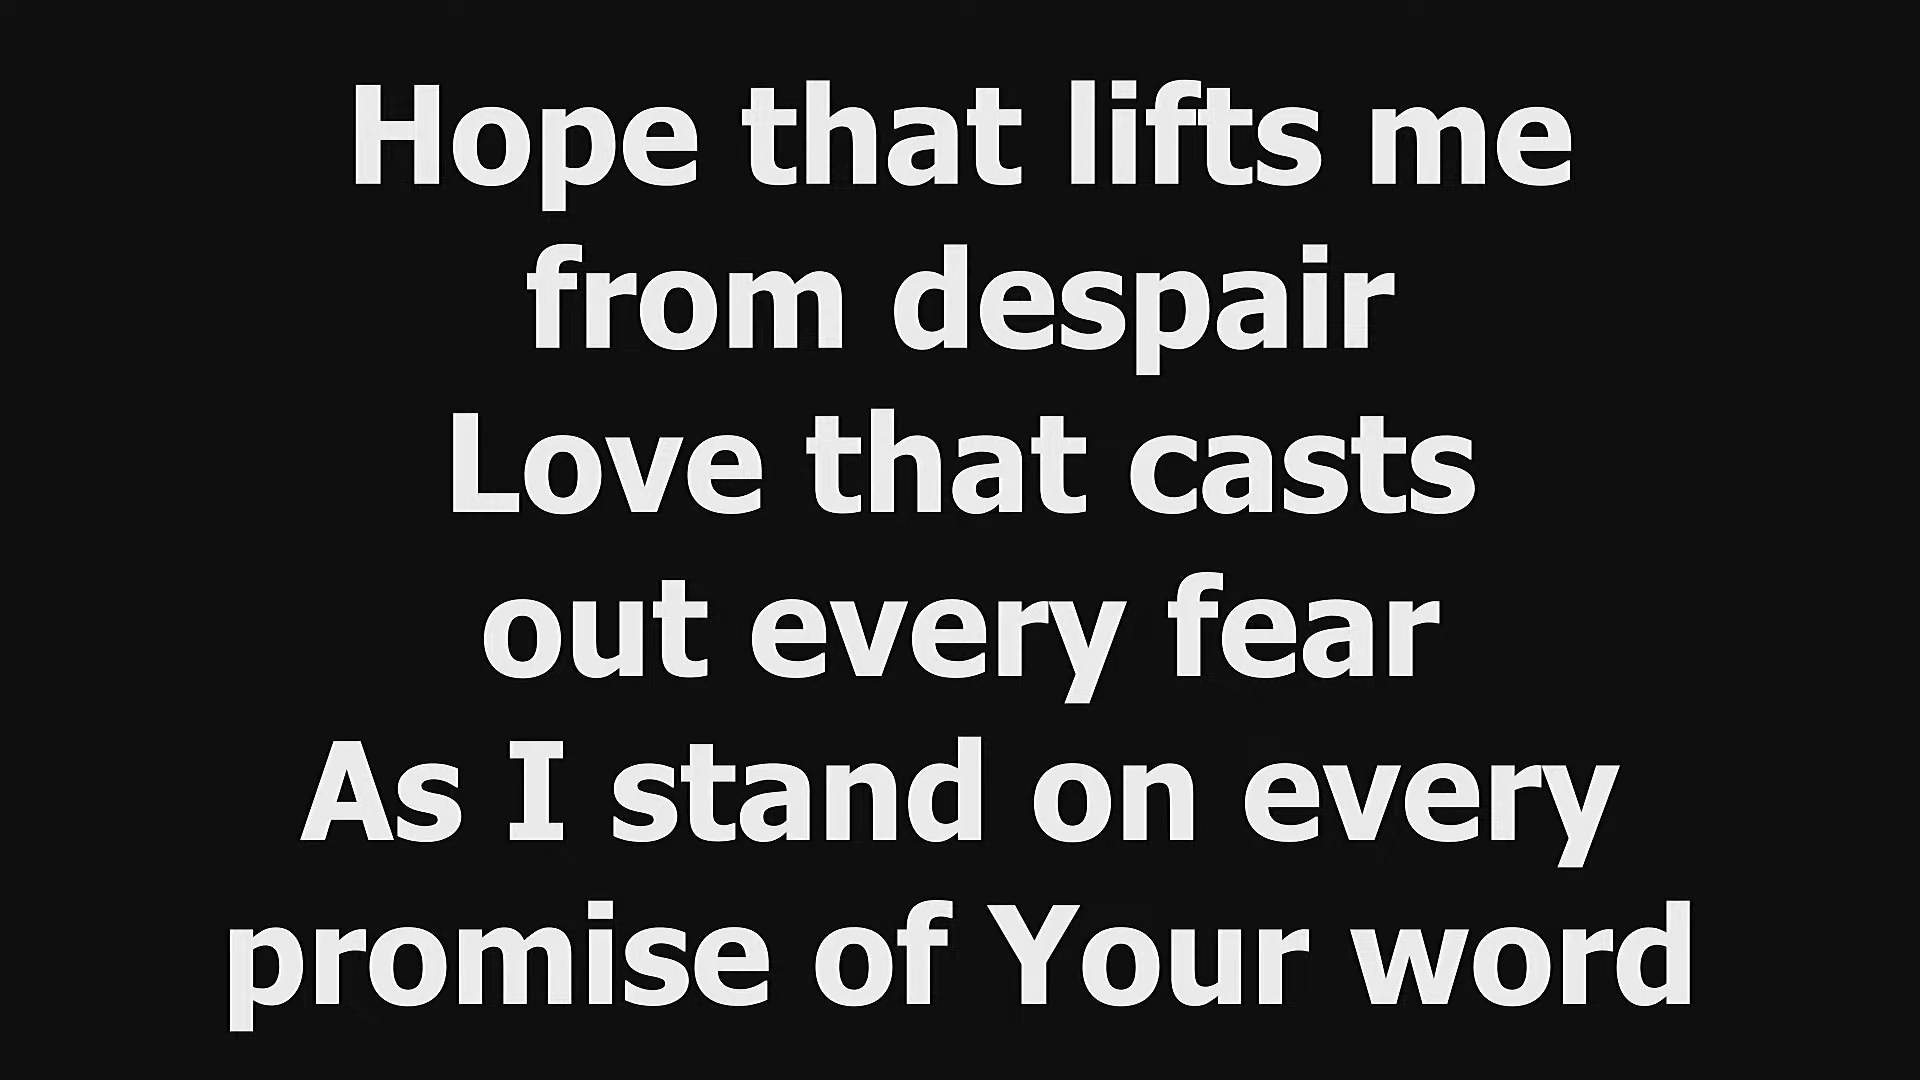 Hope that lifts me
from despair
Love that casts
out every fear
As I stand on every
promise of Your word